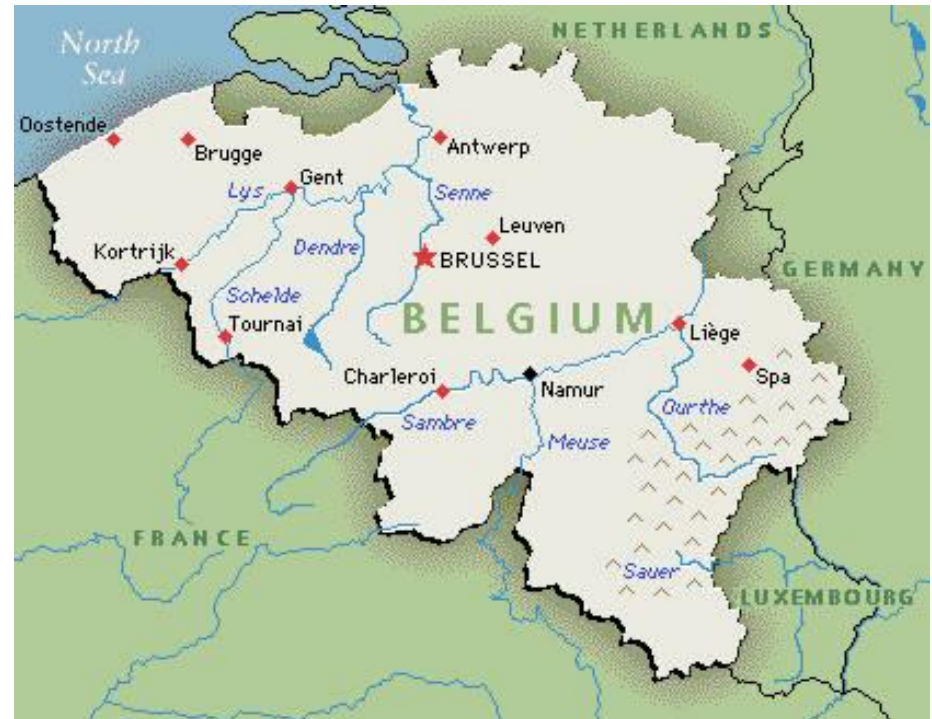 NETHERLANDS
North
Sea
Oostende
Brugge
Antwerp
Gent
Lys
Senne
Leuven
Dendre
Kortrijk
BRUSSEL
GERMANY
Schelde
BELGIUM
Tournai
Liège
Charleroi
Namur
Spa
Ourthe
Sambre
Meuse
FRANCE
Sauer
LUXEMBOURG